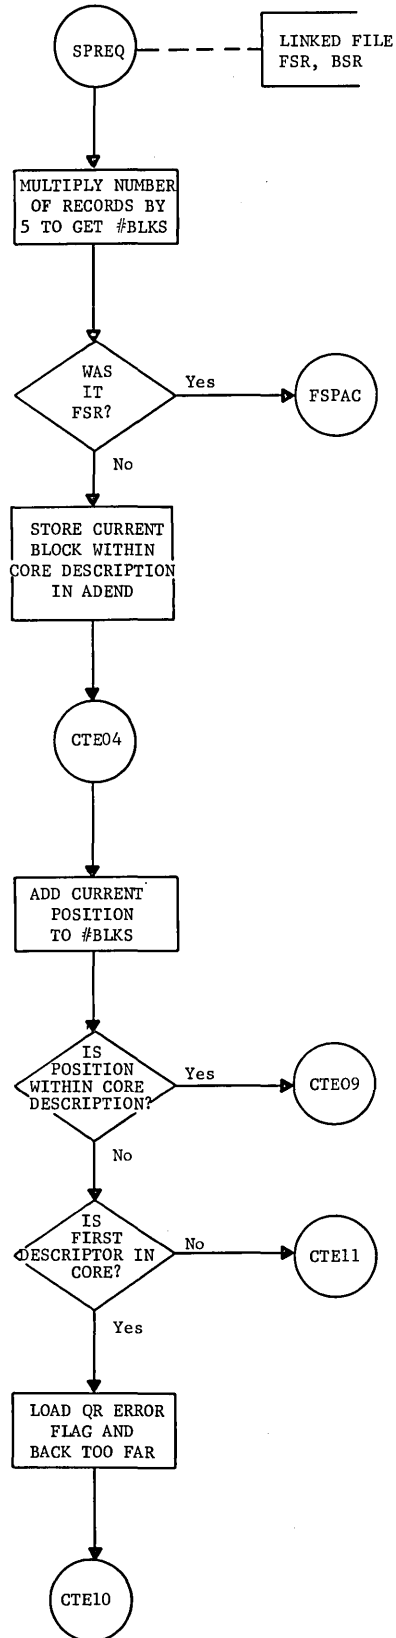 SPREQ
LINKED FILE
FSR, BSR
MULTIPLY NUMBER
OF RECORDS BY
5 TO GET #BLKS
WAS
IT
FSR?
Yes
FSPAC
No
STORE CURRENT
BLOCK WITHIN
CORE DESCRIPTION
IN ADEND
CTE04
ADD CURRENT
POSITION
TO #BLKS
IS
POSITION
WITHIN CORE
DESCRIPTION?
Yes
CTE09
No
IS
FIRST
DESCRIPTOR IN
CORE?
No
CTE11
Yes
LOAD QR ERROR
FLAG AND
BACK TOO FAR
CTE10